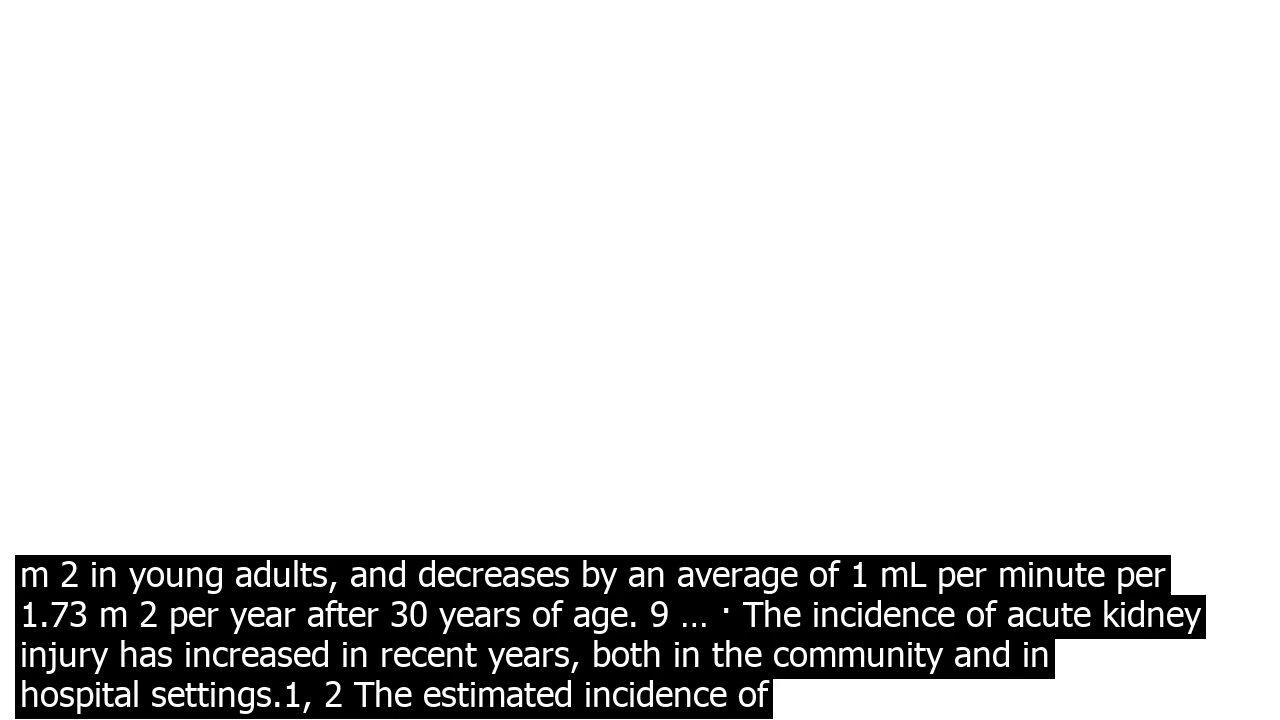 m 2 in young adults, and decreases by an average of 1 mL per minute per
1.73 m 2 per year after 30 years of age. 9 … · The incidence of acute kidney
injury has increased in recent years, both in the community and in
hospital settings.1, 2 The estimated incidence of